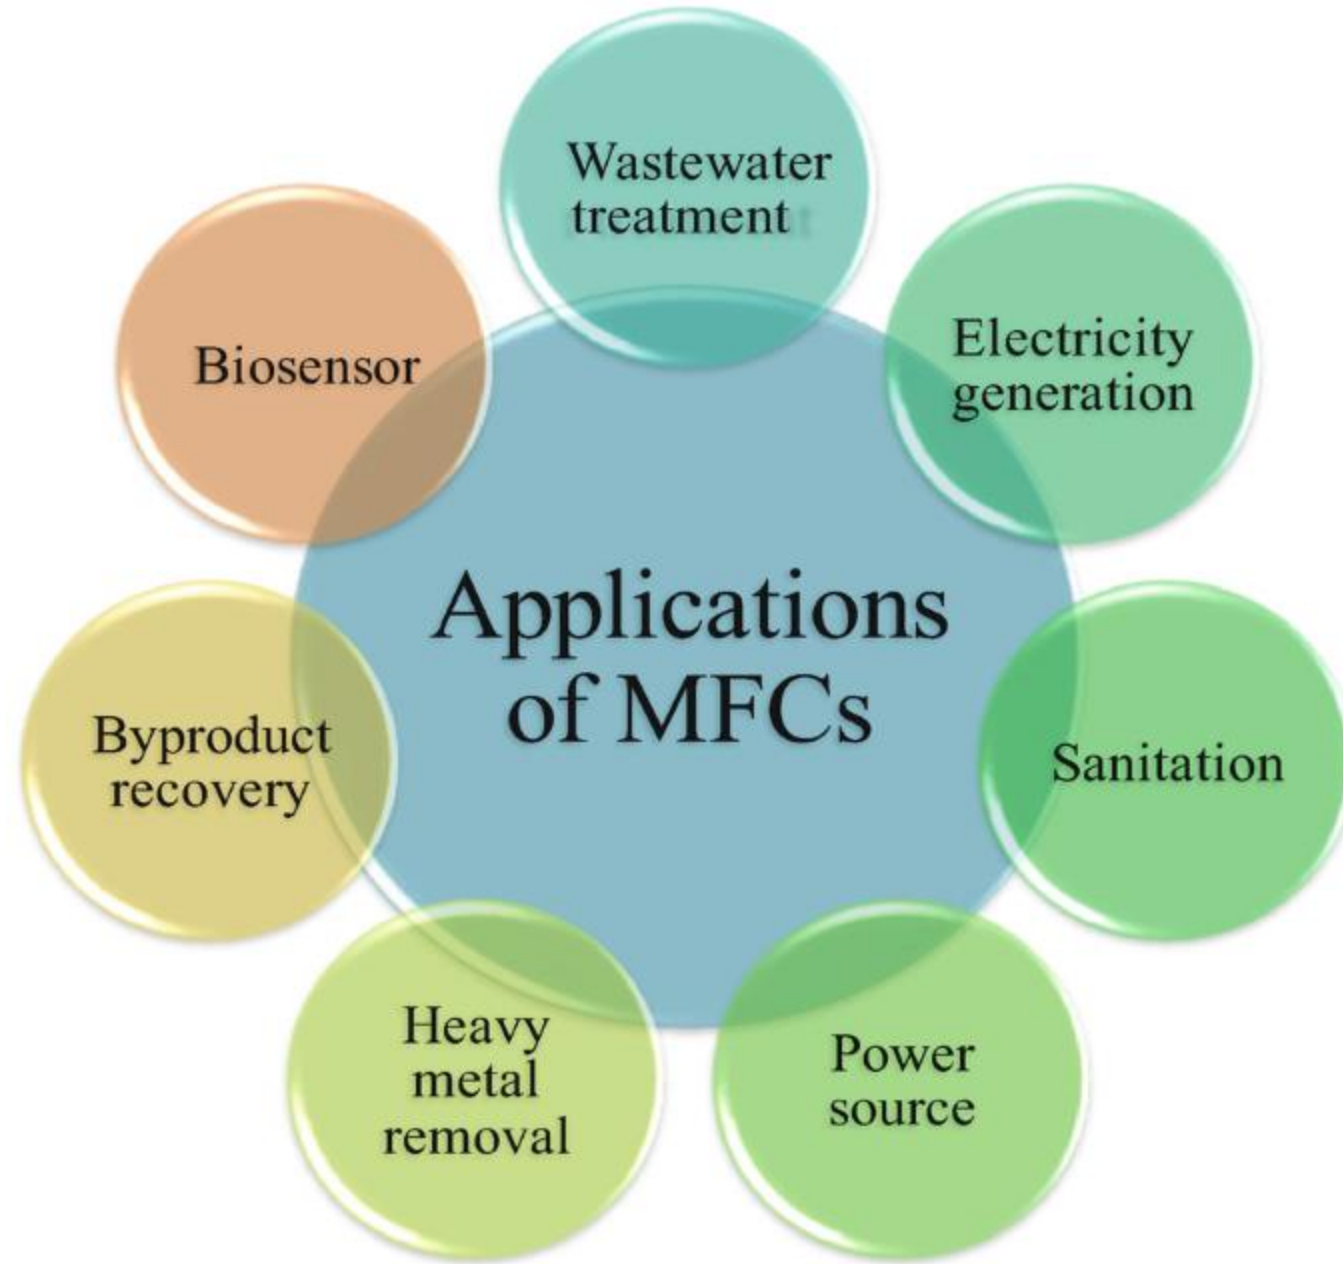 Wastewater
treatment
Electricity
generation
Sanitation
Power
source
Heavy
metal
removal
Byproduct
recovery
Biosensor
Applications
of MFCs